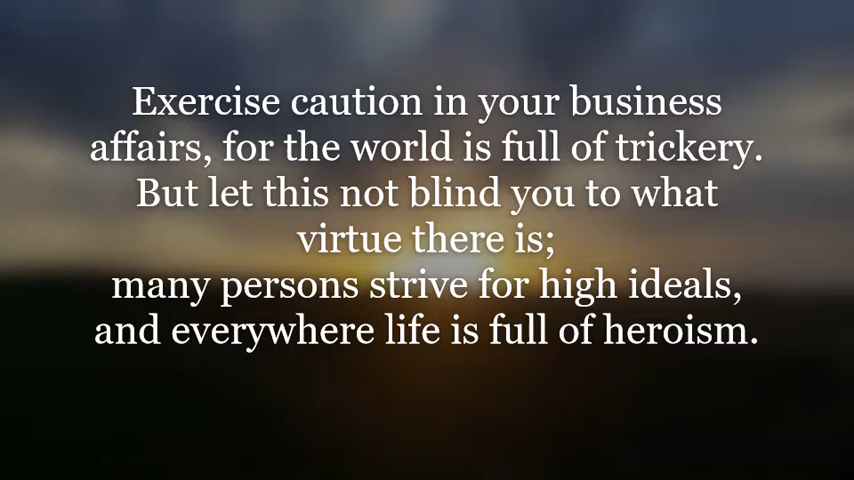 Exercise caution in your business
affairs, for the world is full of trickery.
But let this not blind you to what
virtue there is;
many persons strive for high ideals,
and everywhere life is full of heroism.